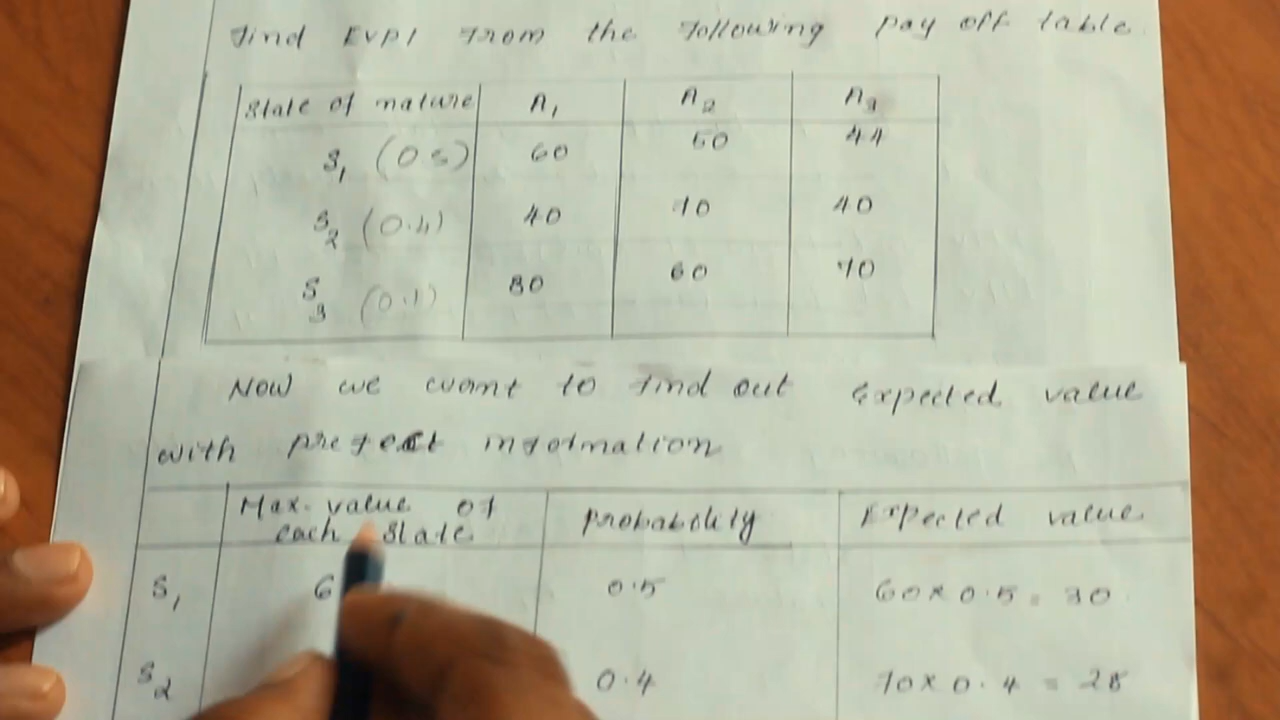 Find EVPI from the following pay off table
State of nature A1 A2 A3
S1 (0.5) 60 50 44
S2 (0.4) 40 70 40
S3 (0.1) 80 60 70
Now we want to find out Expected value
with prefect information
Max. value of each state probability Expected value
S1 6 0.5 60 x 0.5 = 30
S2 0.4 70 x 0.4 = 28